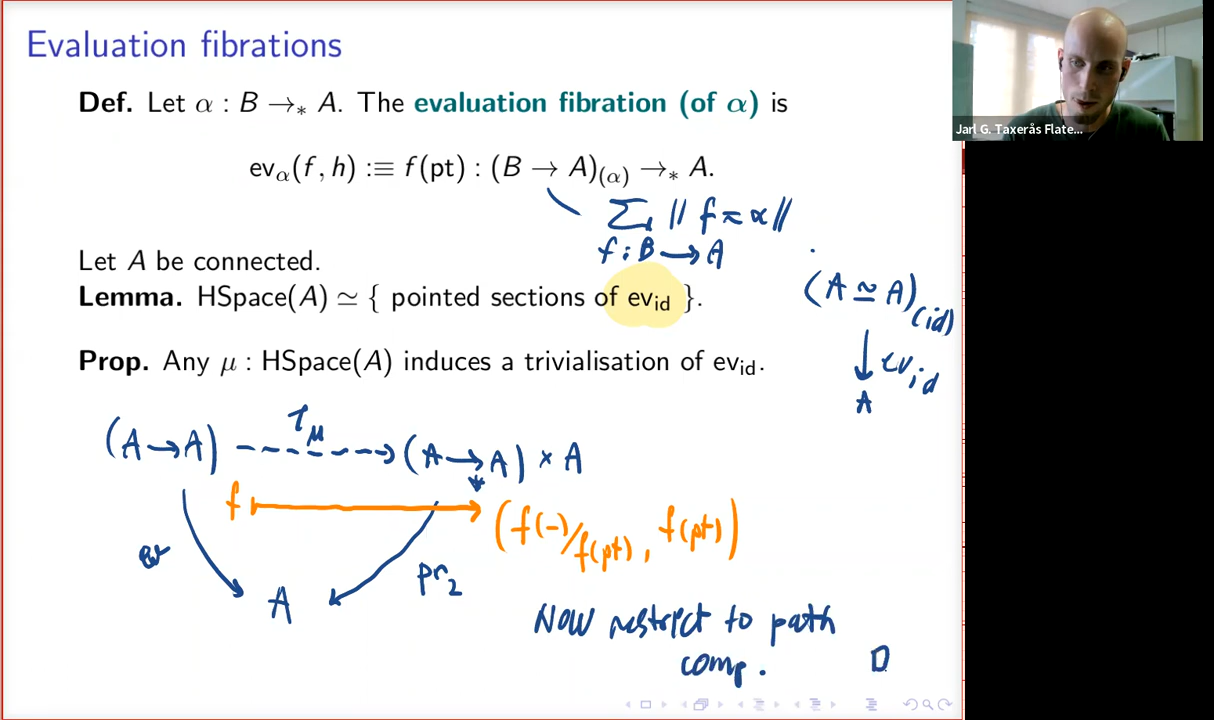 Evaluation fibrations
Def. Let α : B →∗ A. The evaluation fibration (of α) is
ev_α(f, h) :≡ f(pt) : (B → A)_(α) →∗ A.
∑ ‖ f = α ‖
f : B → A
Let A be connected.
Lemma. HSpace(A) ≃ { pointed sections of ev_id }.
(A ≃ A)_(id)
↓ ev_id
A
Prop. Any μ : HSpace(A) induces a trivialisation of ev_id.
τ_μ
(A → A) ⇢ (A →∗ A) × A
f ↦ (f(-)/f(pt), f(pt))
ev
pr_2
A
Now restrict to path
comp. □
Jarl G. Taxerås Flate...